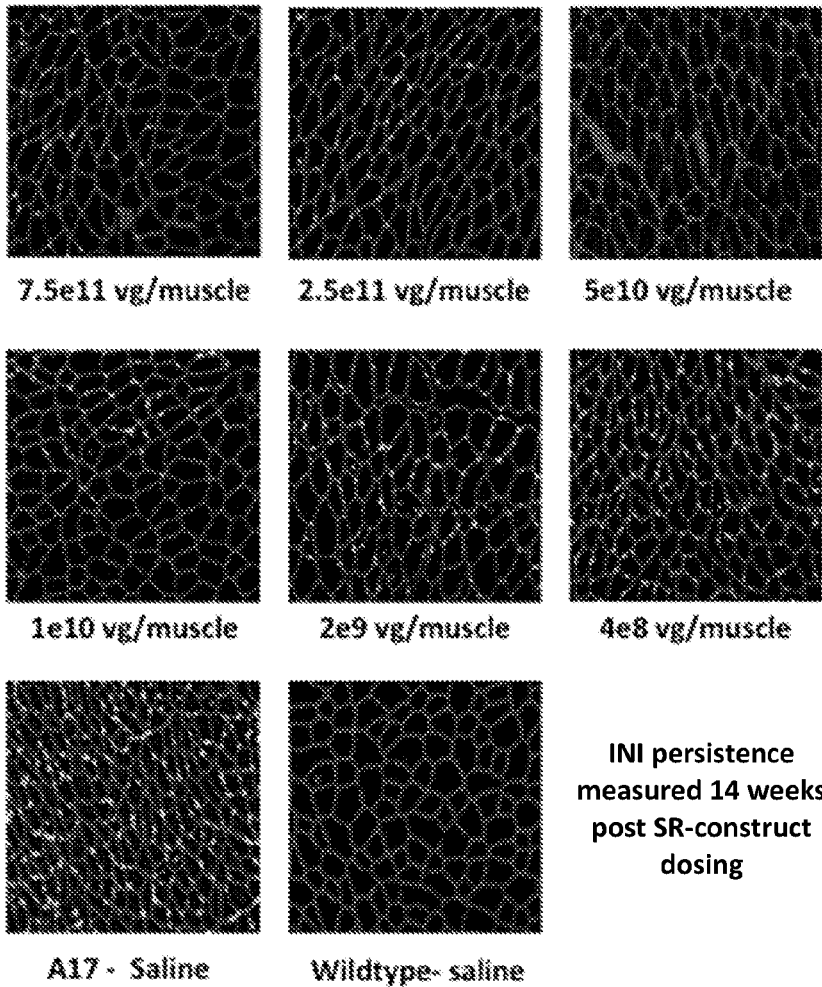 7.5e11 vg/muscle
2.5e11 vg/muscle
5e10 vg/muscle
1e10 vg/muscle
2e9 vg/muscle
4e8 vg/muscle
INI persistence
measured 14 weeks
post SR-construct
dosing
A17 - Saline
Wildtype- saline